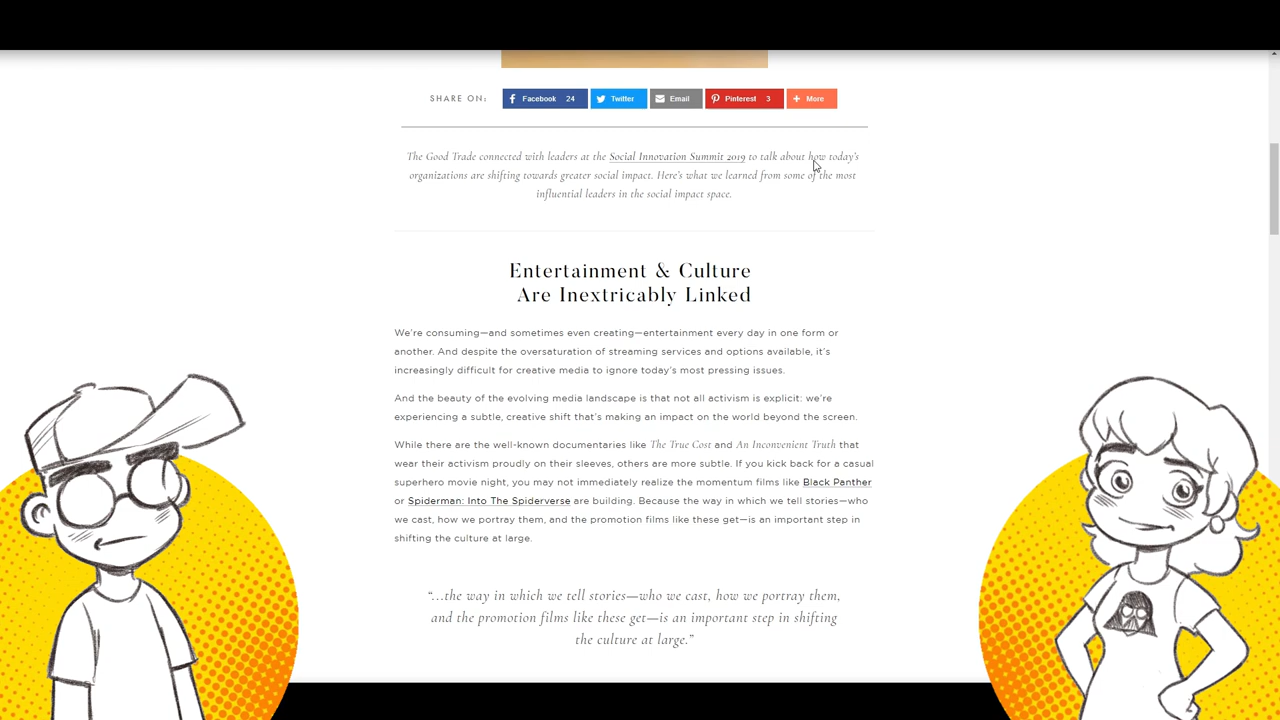 SHARE ON:
Facebook 24
Twitter
Email
Pinterest 3
More
The Good Trade connected with leaders at the Social Innovation Summit 2019 to talk about how today's
organizations are shifting towards greater social impact. Here's what we learned from some of the most
influential leaders in the social impact space.
Entertainment & Culture
Are Inextricably Linked
We're consuming—and sometimes even creating—entertainment every day in one form or
another. And despite the oversaturation of streaming services and options available, it's
increasingly difficult for creative media to ignore today's most pressing issues.
And the beauty of the evolving media landscape is that not all activism is explicit: we're
experiencing a subtle, creative shift that's making an impact on the world beyond the screen.
While there are the well-known documentaries like The True Cost and An Inconvenient Truth that
wear their activism proudly on their sleeves, others are more subtle. If you kick back for a casual
superhero movie night, you may not immediately realize the momentum films like Black Panther
or Spiderman: Into The Spiderverse are building. Because the way in which we tell stories—who
we cast, how we portray them, and the promotion films like these get—is an important step in
shifting the culture at large.
“...the way in which we tell stories—who we cast, how we portray them,
and the promotion films like these get—is an important step in shifting
the culture at large.”